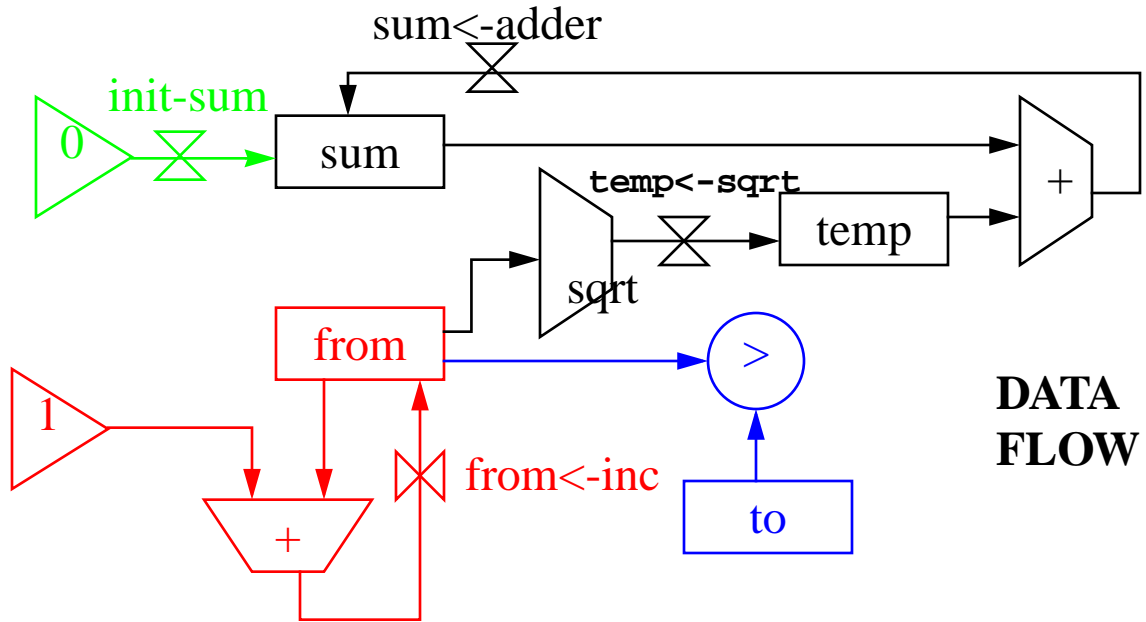 sum<-adder
init-sum
0
sum
+
temp<-sqrt
temp
sqrt
from
>
1
DATA
FLOW
from<-inc
to
+